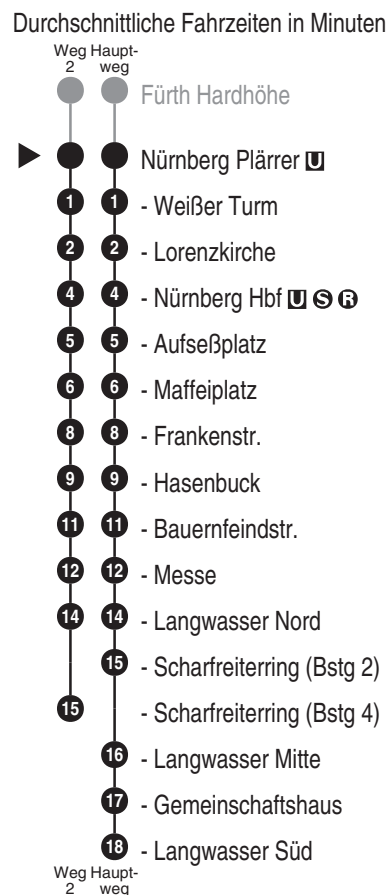 Durchschnittliche Fahrzeiten in Minuten
Weg Haupt-
2 weg
Fürth Hardhöhe
Nürnberg Plärrer U
1 1 - Weißer Turm
2 2 - Lorenzkirche
4 4 - Nürnberg Hbf U S R
5 5 - Aufseßplatz
6 6 - Maffeiplatz
8 8 - Frankenstr.
9 9 - Hasenbuck
11 11 - Bauernfeindstr.
12 12 - Messe
14 14 - Langwasser Nord
15 - Scharfreiterring (Bstg 2)
15 - Scharfreiterring (Bstg 4)
16 - Langwasser Mitte
17 - Gemeinschaftshaus
18 - Langwasser Süd
Weg Haupt-
2 weg